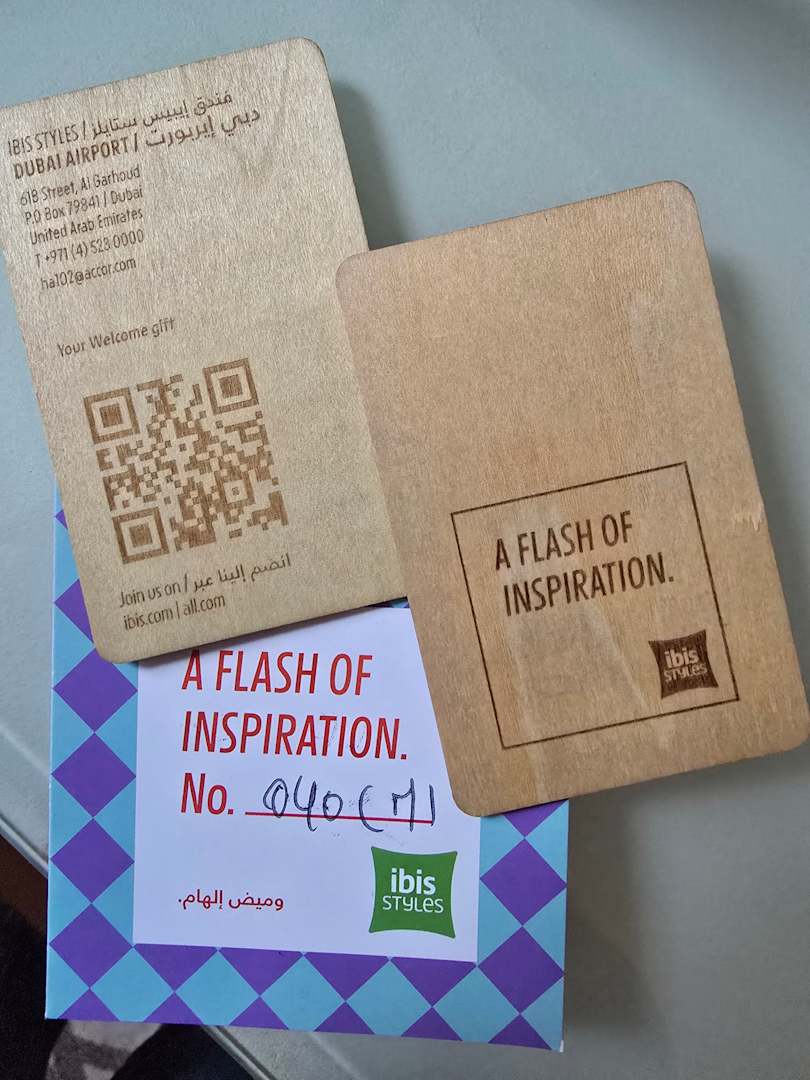 IBIS STYLES / فندق إيبيس ستايلز
DUBAI AIRPORT / دبي إيربورت
618 Street, Al Garhoud
P.O Box 79841 / Dubai
United Arab Emirates
T +971 (4) 523 0000
ha102@accor.com
Your Welcome gift
Join us on / انضم إلينا عبر
ibis.com | all.com
A FLASH OF
INSPIRATION.
ibis
STYLES
A FLASH OF
INSPIRATION.
No. 040 (M)
وميض إلهام.
ibis
STYLES